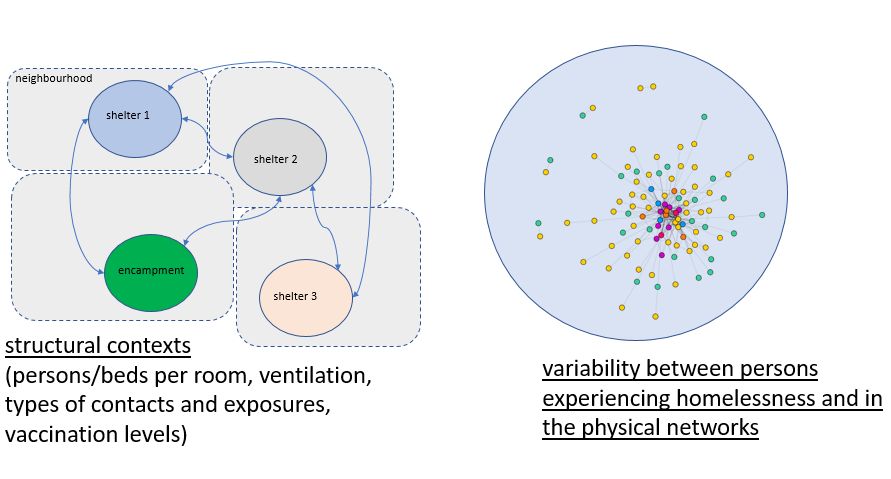 neighbourhood
shelter 1
shelter 2
encampment
shelter 3
structural contexts
(persons/beds per room, ventilation,
types of contacts and exposures,
vaccination levels)
variability between persons
experiencing homelessness and in
the physical networks